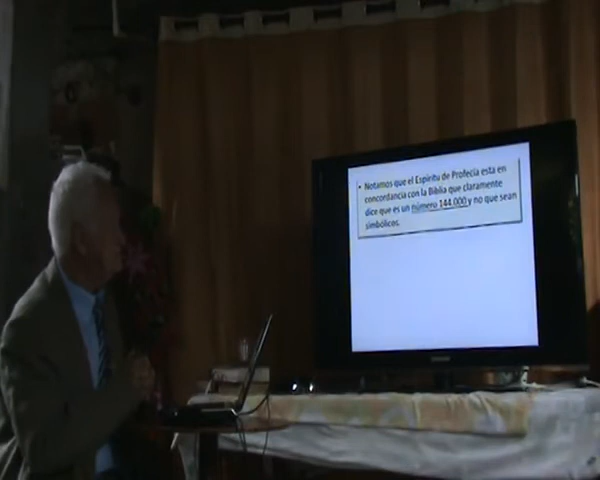 • Notamos que el Espíritu de Profecía esta en
concordancia con la Biblia que claramente
dice que es un número 144.000 y no que sean
simbólicos.